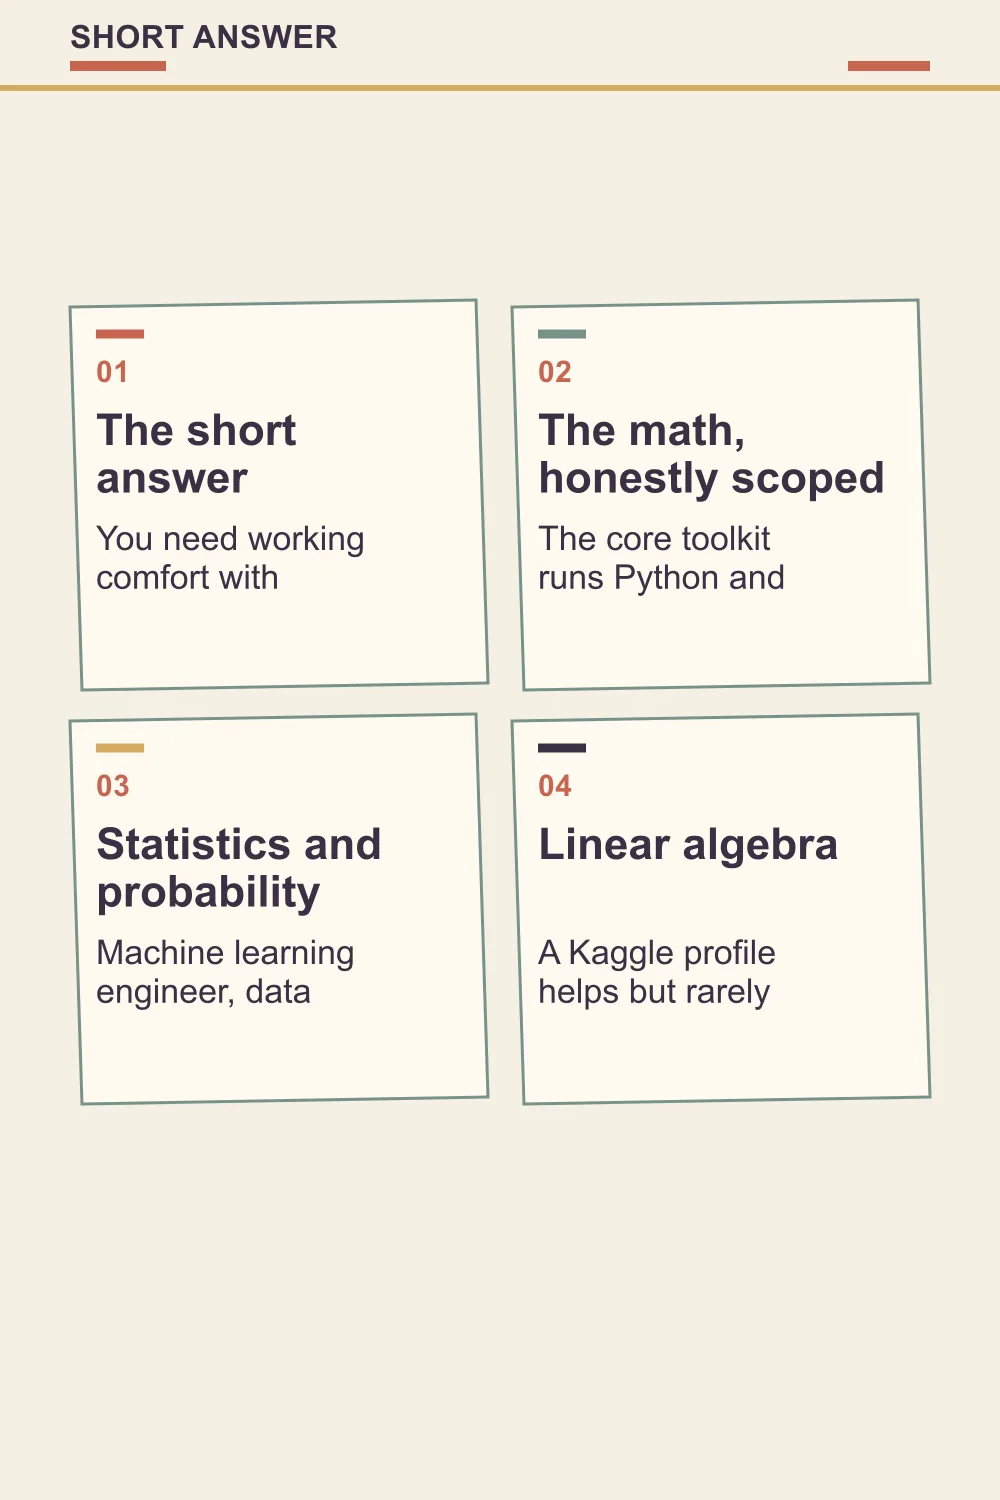 SHORT ANSWER
01
The short
answer
You need working
comfort with
02
The math,
honestly scoped
The core toolkit
runs Python and
03
Statistics and
probability
Machine learning
engineer, data
04
Linear algebra
A Kaggle profile
helps but rarely